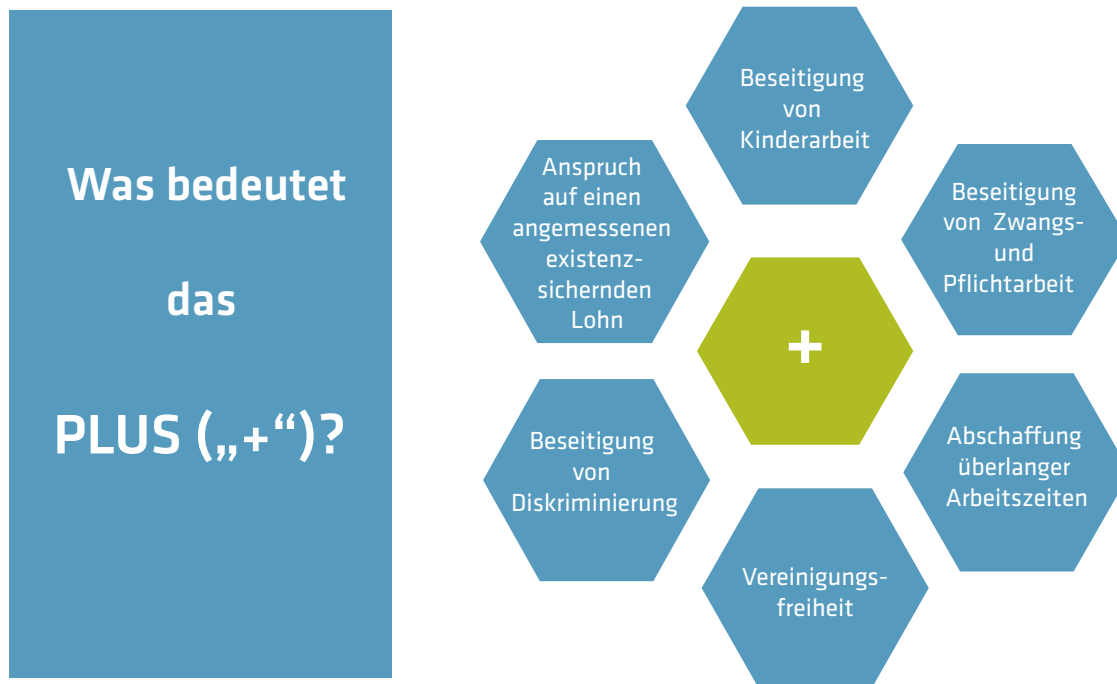 Was bedeutet
das
PLUS („+“)?
Beseitigung
von
Kinderarbeit
Anspruch
auf einen
angemessenen
existenz-
sichernden
Lohn
Beseitigung
von Zwangs-
und
Pflichtarbeit
+
Beseitigung
von
Diskriminierung
Abschaffung
überlanger
Arbeitszeiten
Vereinigungs-
freiheit